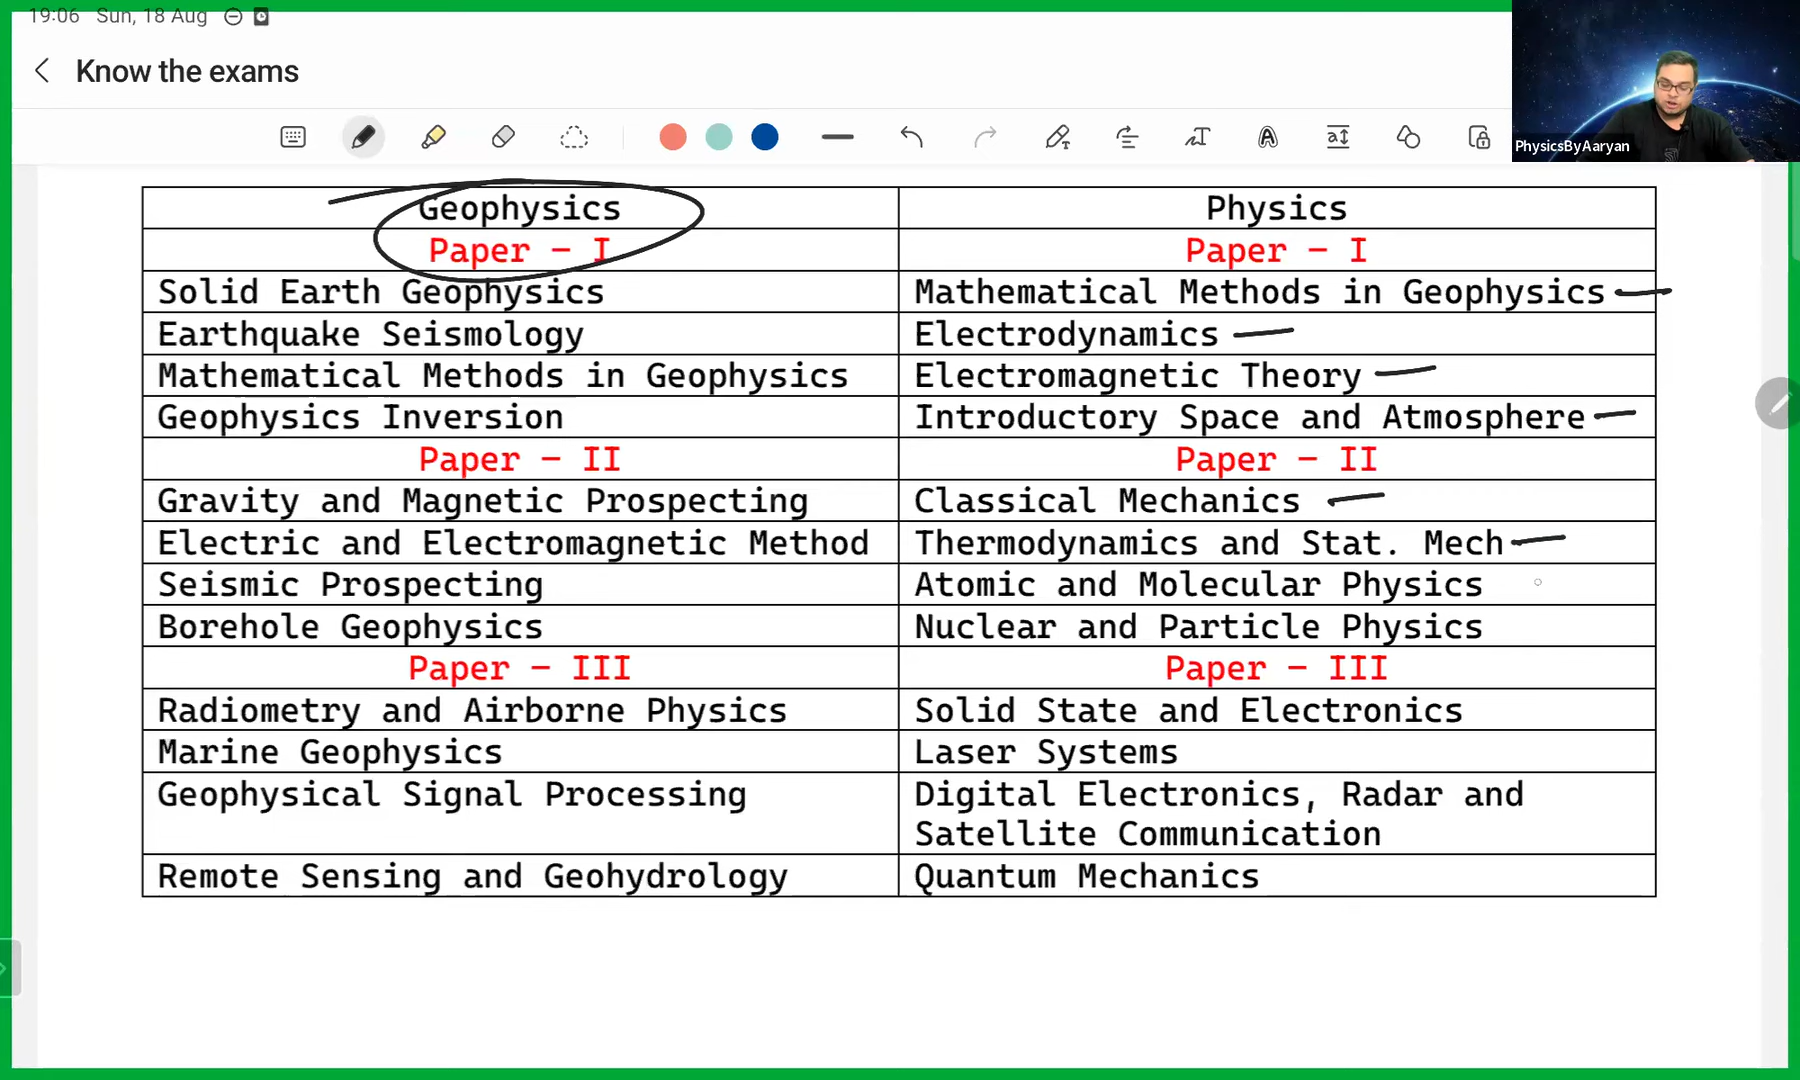 19:06 Sun, 18 Aug
Know the exams
PhysicsByAaryan
Geophysics
Physics
Paper – I
Paper – I
Solid Earth Geophysics
Mathematical Methods in Geophysics
Earthquake Seismology
Electrodynamics
Mathematical Methods in Geophysics
Electromagnetic Theory
Geophysics Inversion
Introductory Space and Atmosphere
Paper – II
Paper – II
Gravity and Magnetic Prospecting
Classical Mechanics
Electric and Electromagnetic Method
Thermodynamics and Stat. Mech
Seismic Prospecting
Atomic and Molecular Physics
Borehole Geophysics
Nuclear and Particle Physics
Paper – III
Paper – III
Radiometry and Airborne Physics
Solid State and Electronics
Marine Geophysics
Laser Systems
Geophysical Signal Processing
Digital Electronics, Radar and
Satellite Communication
Remote Sensing and Geohydrology
Quantum Mechanics